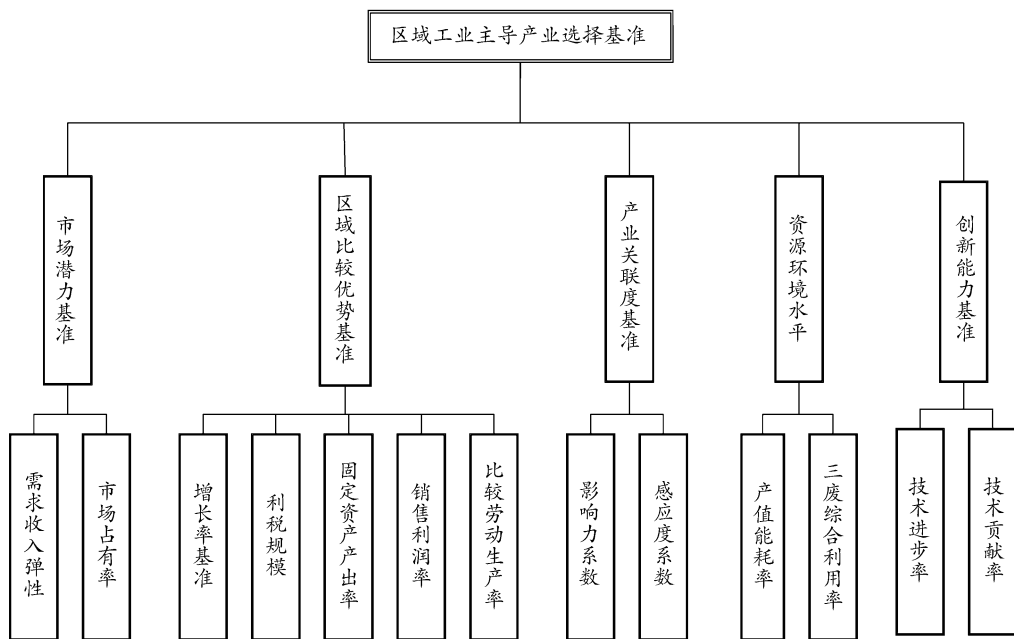 区域工业主导产业选择基准
市场潜力基准
区域比较优势基准
产业关联度基准
资源环境水平
创新能力基准
需求收入弹性
市场占有率
增长率基准
利税规模
固定资产产出率
销售利润率
比较劳动生产率
影响力系数
感应度系数
产值能耗率
三废综合利用率
技术进步率
技术贡献率